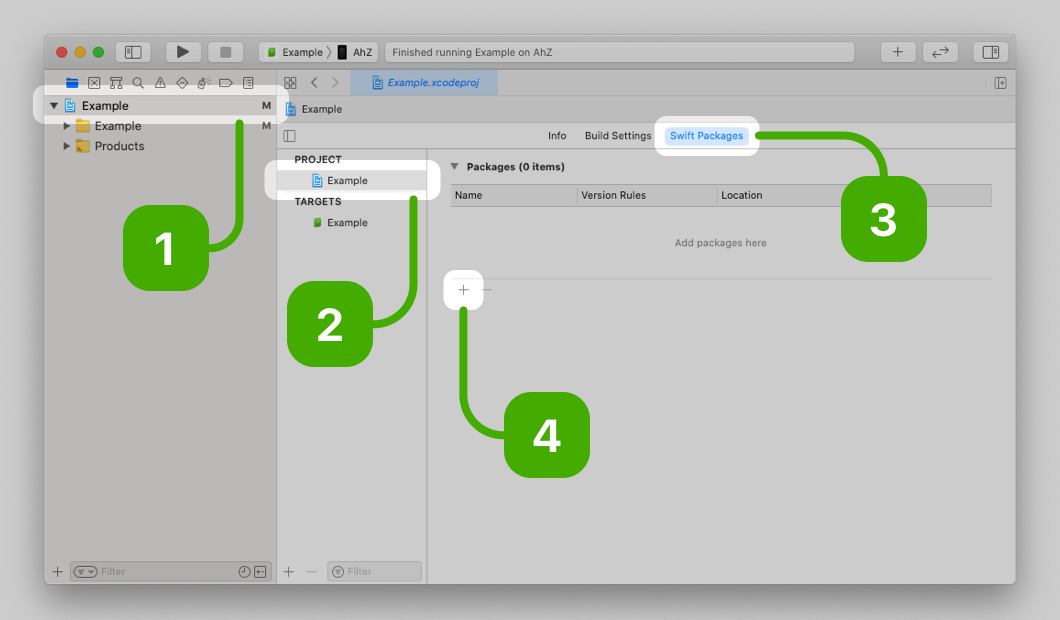 Example AhZ
Finished running Example on AhZ
Example.xcodeproj
Example M
Example
Example M
Products
Info Build Settings Swift Packages
PROJECT
Example
TARGETS
Example
Packages (0 items)
Name Version Rules Location
Add packages here
1
2
3
4
Filter
Filter